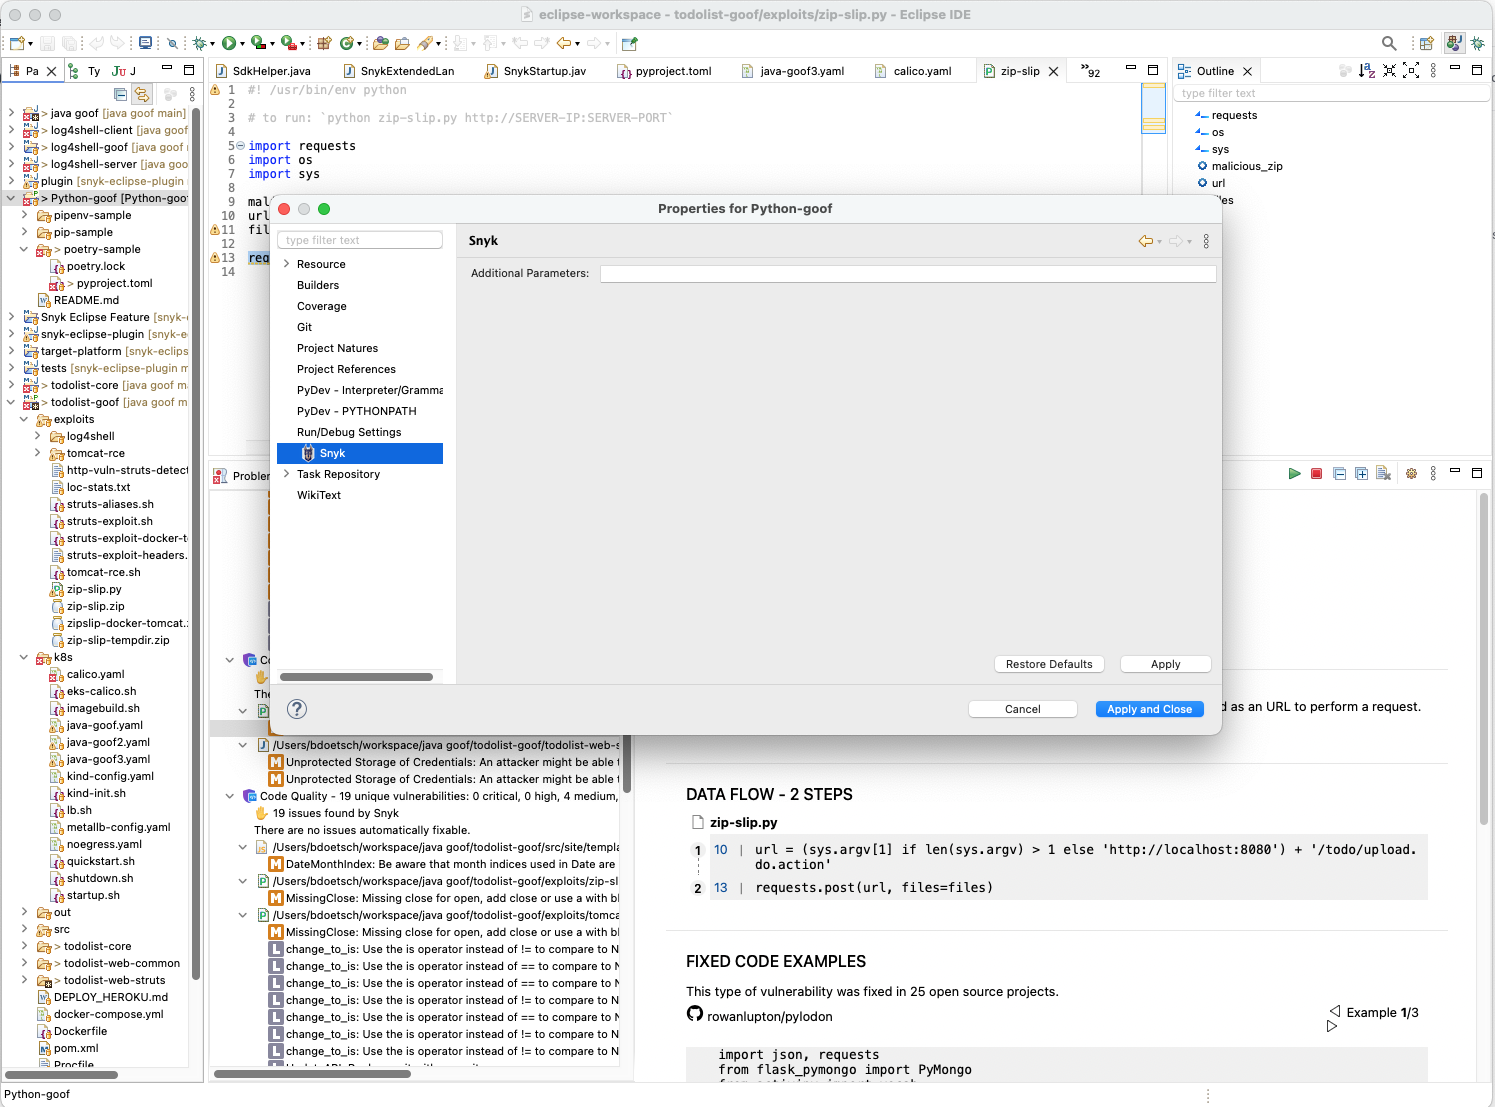 eclipse-workspace - todolist-goof/exploits/zip-slip.py - Eclipse IDE
Pa
Ty
Ju J
SdkHelper.java
SnykExtendedLan
SnykStartup.jav
pyproject.toml
java-goof3.yaml
calico.yaml
zip-slip
92
Outline
type filter text
requests
os
sys
malicious_zip
url
> java goof [java goof main]
> log4shell-client [java goof
> log4shell-goof [java goof
> log4shell-server [java goo
plugin [snyk-eclipse-plugin
> Python-goof [Python-goof
pipenv-sample
pip-sample
> poetry-sample
poetry.lock
> pyproject.toml
README.md
Snyk Eclipse Feature [snyk-
snyk-eclipse-plugin [snyk-e
target-platform [snyk-eclips
tests [snyk-eclipse-plugin m
> todolist-core [java goof m
> todolist-goof [java goof m
exploits
log4shell
tomcat-rce
http-vuln-struts-detect
loc-stats.txt
struts-aliases.sh
struts-exploit.sh
struts-exploit-docker-t
struts-exploit-headers.
tomcat-rce.sh
zip-slip.py
zip-slip.zip
zipslip-docker-tomcat.
zip-slip-tempdir.zip
k8s
calico.yaml
eks-calico.sh
imagebuild.sh
java-goof.yaml
java-goof2.yaml
java-goof3.yaml
kind-config.yaml
kind-init.sh
lb.sh
metallb-config.yaml
noegress.yaml
quickstart.sh
shutdown.sh
startup.sh
out
src
> todolist-core
> todolist-web-common
> todolist-web-struts
DEPLOY_HEROKU.md
docker-compose.yml
Dockerfile
pom.xml
Procfile
Python-goof
1 #! /usr/bin/env python
2
3 # to run: `python zip-slip.py http://SERVER-IP:SERVER-PORT`
4
5 import requests
6 import os
7 import sys
8
9 mal
10 url
11 fil
12
13 req
14
Properties for Python-goof
type filter text
Resource
Builders
Coverage
Git
Project Natures
Project References
PyDev - Interpreter/Gramma
PyDev - PYTHONPATH
Run/Debug Settings
Snyk
Task Repository
WikiText
Snyk
Additional Parameters:
Restore Defaults
Apply
Cancel
Apply and Close
Problem
Co
The
/Users/bdoetsch/workspace/java goof/todolist-goof/todolist-web-s
M Unprotected Storage of Credentials: An attacker might be able t
M Unprotected Storage of Credentials: An attacker might be able t
Code Quality - 19 unique vulnerabilities: 0 critical, 0 high, 4 medium,
19 issues found by Snyk
There are no issues automatically fixable.
/Users/bdoetsch/workspace/java goof/todolist-goof/src/site/templa
M DateMonthIndex: Be aware that month indices used in Date are
/Users/bdoetsch/workspace/java goof/todolist-goof/exploits/zip-sl
M MissingClose: Missing close for open, add close or use a with bl
/Users/bdoetsch/workspace/java goof/todolist-goof/exploits/tomca
M MissingClose: Missing close for open, add close or use a with bl
L change_to_is: Use the is operator instead of != to compare to N
L change_to_is: Use the is operator instead of == to compare to N
L change_to_is: Use the is operator instead of == to compare to N
L change_to_is: Use the is operator instead of != to compare to N
L change_to_is: Use the is operator instead of == to compare to N
L change_to_is: Use the is operator instead of != to compare to N
L change_to_is: Use the is operator instead of != to compare to N
d as an URL to perform a request.
DATA FLOW - 2 STEPS
zip-slip.py
1 10 | url = (sys.argv[1] if len(sys.argv) > 1 else 'http://localhost:8080') + '/todo/upload.
do.action'
2 13 | requests.post(url, files=files)
FIXED CODE EXAMPLES
This type of vulnerability was fixed in 25 open source projects.
rowanlupton/pylodon
Example 1/3
import json, requests
from flask_pymongo import PyMongo